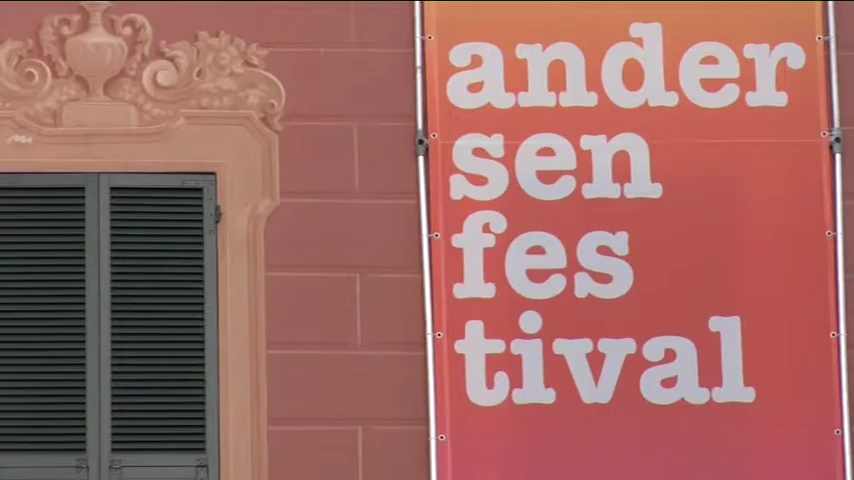 ander
sen
fes
tival